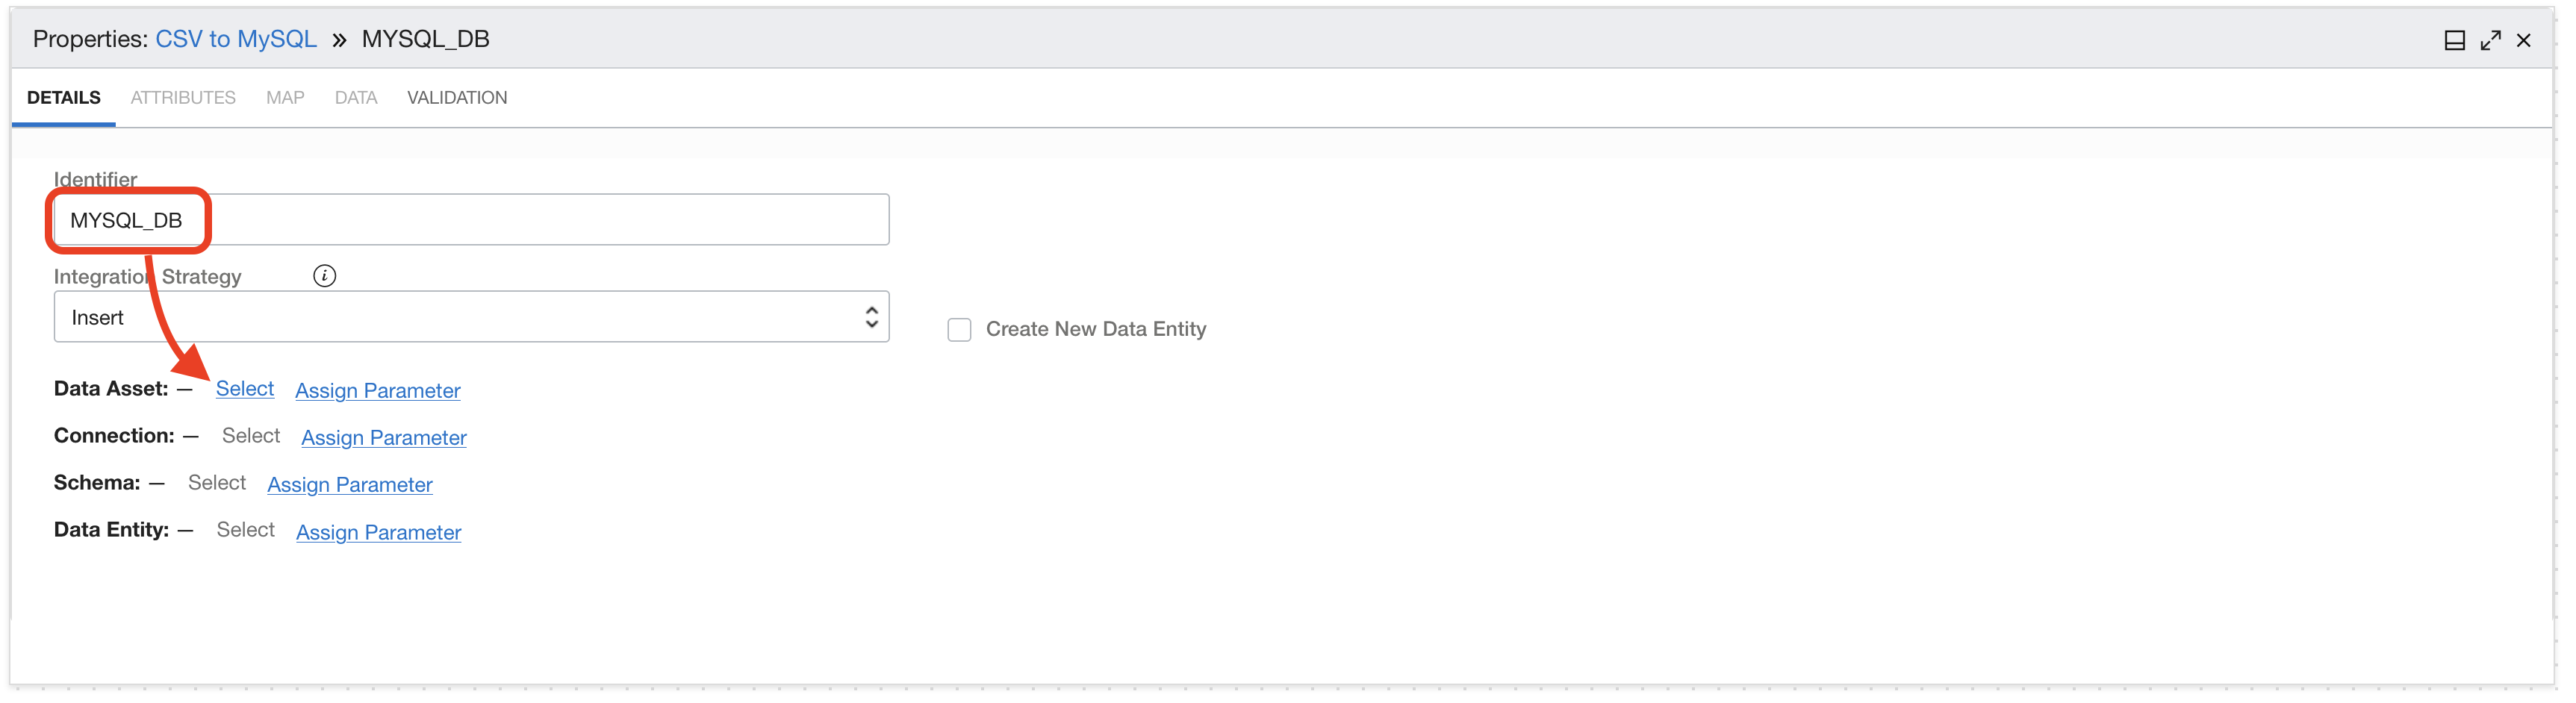 Properties: CSV to MySQL » MYSQL_DB
DETAILS ATTRIBUTES MAP DATA VALIDATION
Identifier
MYSQL_DB
Integration Strategy i
Insert
Create New Data Entity
Data Asset: — Select Assign Parameter
Connection: — Select Assign Parameter
Schema: — Select Assign Parameter
Data Entity: — Select Assign Parameter